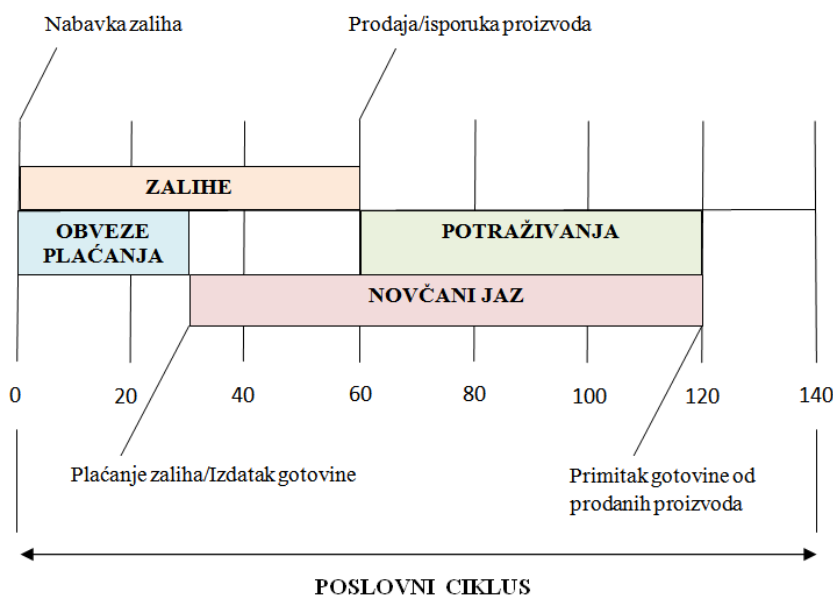 Nabavka zaliha
Prodaja/isporuka proizvoda
ZALIHE
OBVEZE
PLAĆANJA
POTRAŽIVANJA
NOVČANI JAZ
0
20
40
60
80
100
120
140
Plaćanje zaliha/Izdatak gotovine
Primitak gotovine od
prodanih proizvoda
POSLOVNI CIKLUS